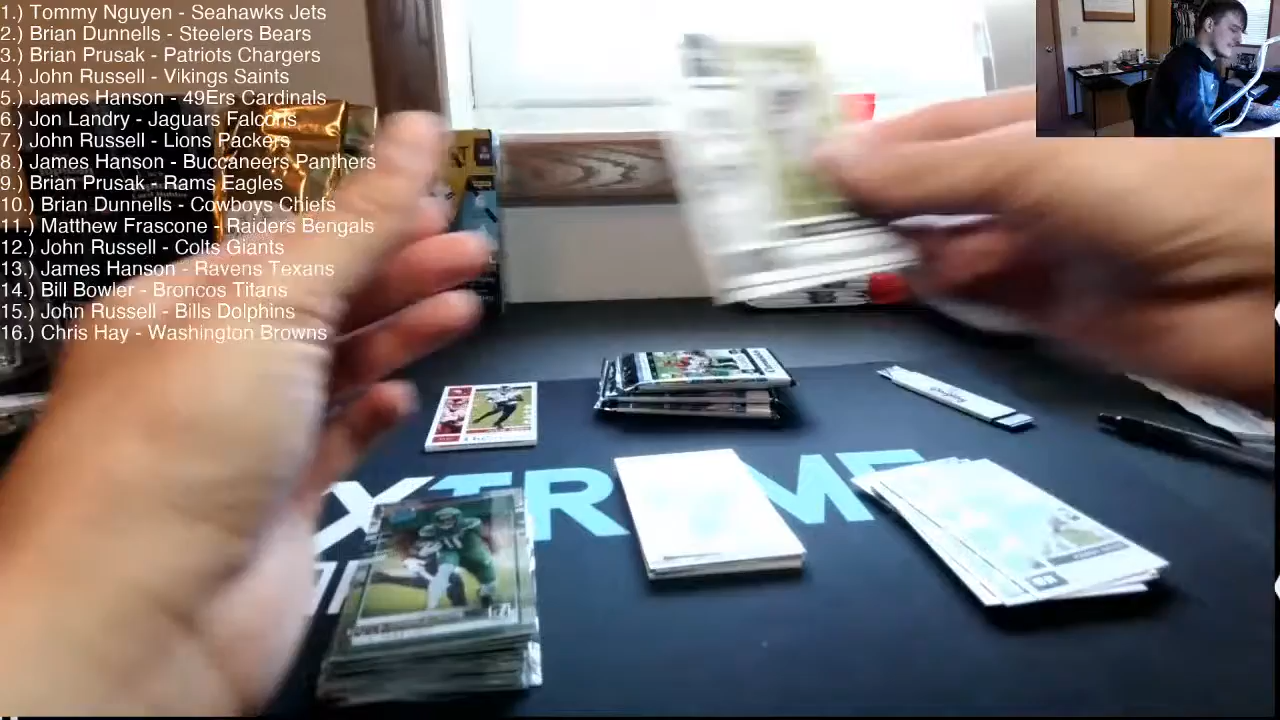 1.) Tommy Nguyen - Seahawks Jets
2.) Brian Dunnells - Steelers Bears
3.) Brian Prusak - Patriots Chargers
4.) John Russell - Vikings Saints
5.) James Hanson - 49Ers Cardinals
6.) Jon Landry - Jaguars Falcons
7.) John Russell - Lions Packers
8.) James Hanson - Buccaneers Panthers
9.) Brian Prusak - Rams Eagles
10.) Brian Dunnells - Cowboys Chiefs
11.) Matthew Frascone - Raiders Bengals
12.) John Russell - Colts Giants
13.) James Hanson - Ravens Texans
14.) Bill Bowler - Broncos Titans
15.) John Russell - Bills Dolphins
16.) Chris Hay - Washington Browns
XTREME